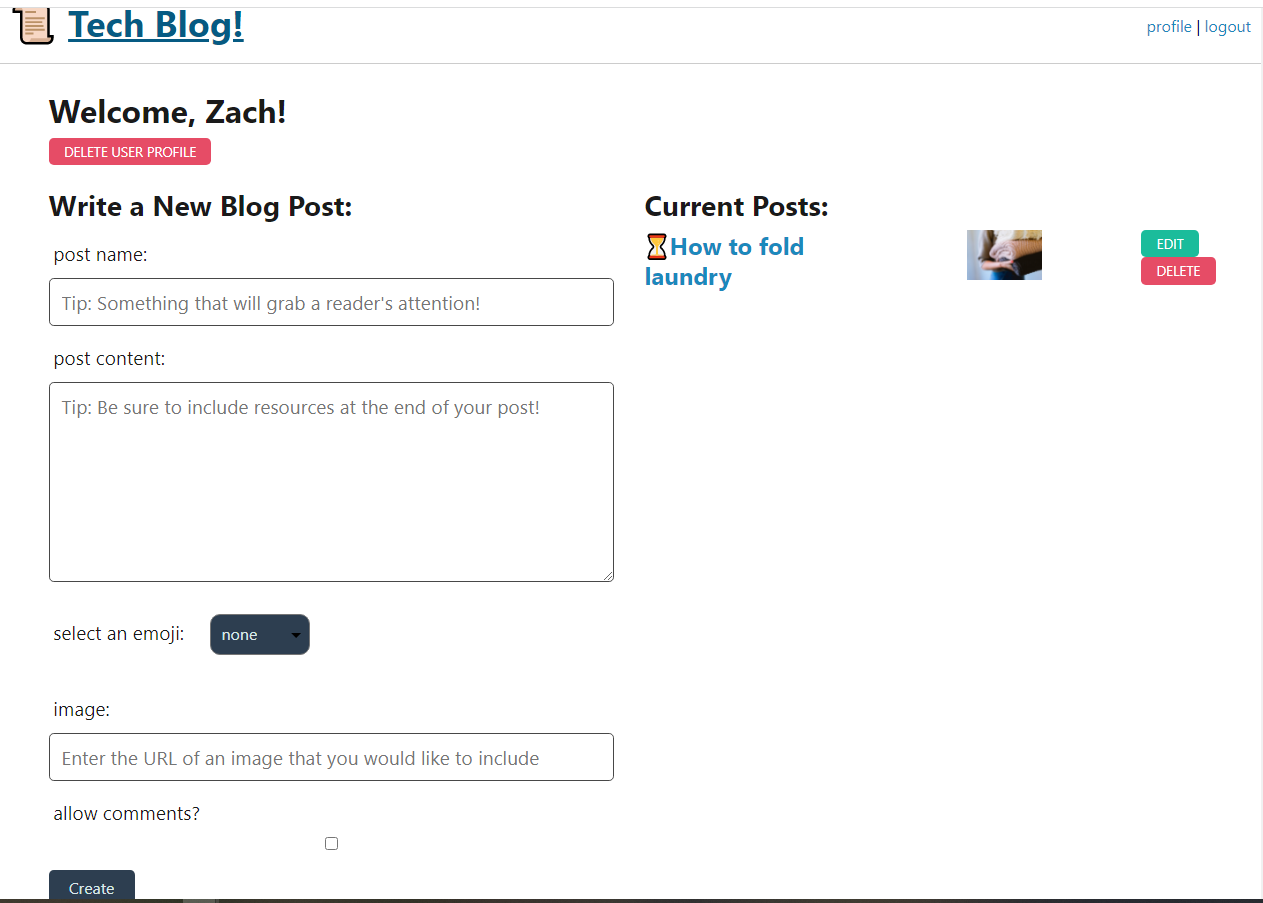 Tech Blog!
profile | logout
Welcome, Zach!
DELETE USER PROFILE
Write a New Blog Post:
post name:
Tip: Something that will grab a reader's attention!
post content:
Tip: Be sure to include resources at the end of your post!
select an emoji:
none
image:
Enter the URL of an image that you would like to include
allow comments?
Create
Current Posts:
⏳How to fold
laundry
EDIT
DELETE